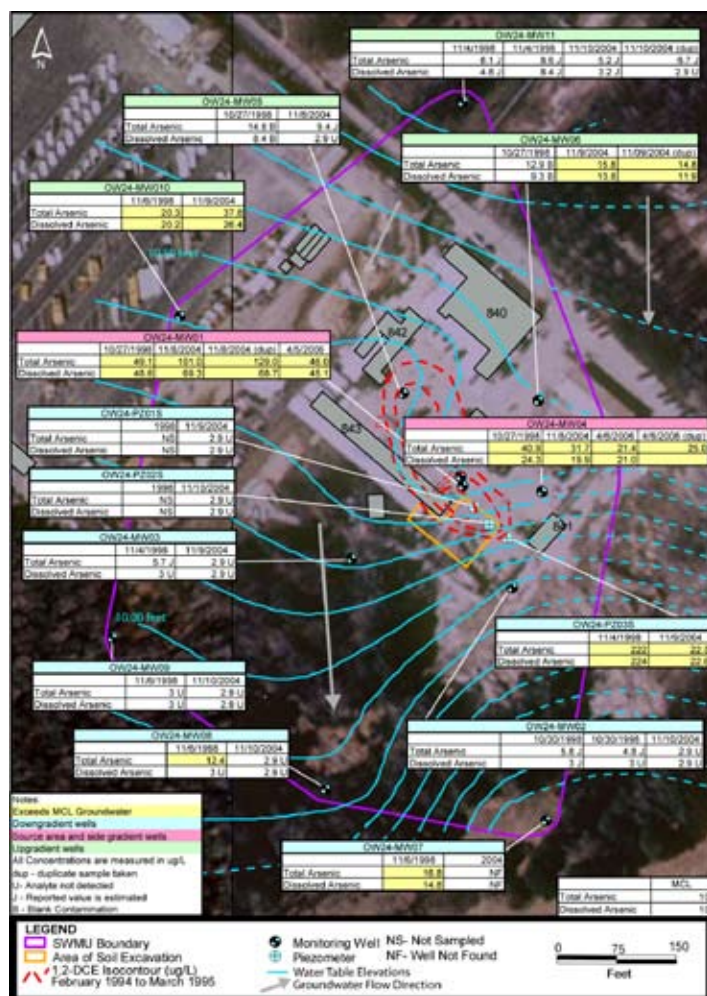 N
OW24-MW11
11/4/1998 11/4/1998 11/10/2004 11/10/2004 (dup)
Total Arsenic 8.6 J 5.2 J 6.7 J
Dissolved Arsenic 4.6 J 8.4 J 3.2 J 2.9 U
10/27/1998 11/8/2004
Total Arsenic 14.8 B 9.4 J
Dissolved Arsenic 8.4 B 2.9 U
OW24-MW06
10/27/1998 11/9/2004 11/09/2004 (dup)
Total Arsenic 12.9 B 15.8 14.8
Dissolved Arsenic 9.3 B 13.8 11.9
OW24-MW010
11/6/1998 11/9/2004
Total Arsenic 20.3 37.8
Dissolved Arsenic 20.2 26.4
840
842
OW24-MW01
10/27/1998 11/8/2004 11/8/2004 (dup) 4/5/2006
Total Arsenic 49.1 101.0 129.0 46.0
Dissolved Arsenic 48.8 69.3 68.7 45.1
843
OW24-PZ01S
1998 11/9/2004
Total Arsenic NS 2.9 U
Dissolved Arsenic NS 2.9 U
OW24-MW04
10/27/1998 11/8/2004 4/6/2006 4/6/2006 (dup)
Total Arsenic 40.9 31.7 21.4 25.0
Dissolved Arsenic 24.3 19.9 21.0
OW24-PZ02S
1998 11/10/2004
Total Arsenic NS 2.9 U
Dissolved Arsenic NS 2.9 U
OW24-MW03
11/4/1998 11/9/2004
Total Arsenic 5.7 J 2.9 U
Dissolved Arsenic 3 U 2.9 U
841
10.00 feet
OW24-PZ03S
11/4/1998 11/9/2004
Total Arsenic 222 22.
Dissolved Arsenic 224 22.
OW24-MW09
11/6/1998 11/10/2004
Total Arsenic 3 U 2.8 U
Dissolved Arsenic 3 U 2.8 U
OW24-MW02
10/30/1998 10/30/1998 11/10/2004
Total Arsenic 5.8 J 4.9 J 2.9 U
Dissolved Arsenic 3 J 3 U 2.9 U
OW24-MW08
11/6/1998 11/10/2004
Total Arsenic 12.4 2.9 U
Dissolved Arsenic 3 U 2.9 U
Notes
Exceeds MCL Groundwater
Downgradient wells
Source area and side gradient wells
Upgradient wells
All Concentrations are measured in ug/L
dup - duplicate sample taken
U- Analyte not detected
J - Reported value is estimated
B - Blank Contamination
OW24-MW07
11/6/1998 2004
Total Arsenic 16.8 NF
Dissolved Arsenic 14.8 NF
MCL
Total Arsenic 10
Dissolved Arsenic 10
LEGEND
SWMU Boundary
Area of Soil Excavation
1,2-DCE Isocontour (ug/L)
February 1994 to March 1995
Monitoring Well NS- Not Sampled
Piezometer NF- Well Not Found
Water Table Elevations
Groundwater Flow Direction
0 75 150
Feet